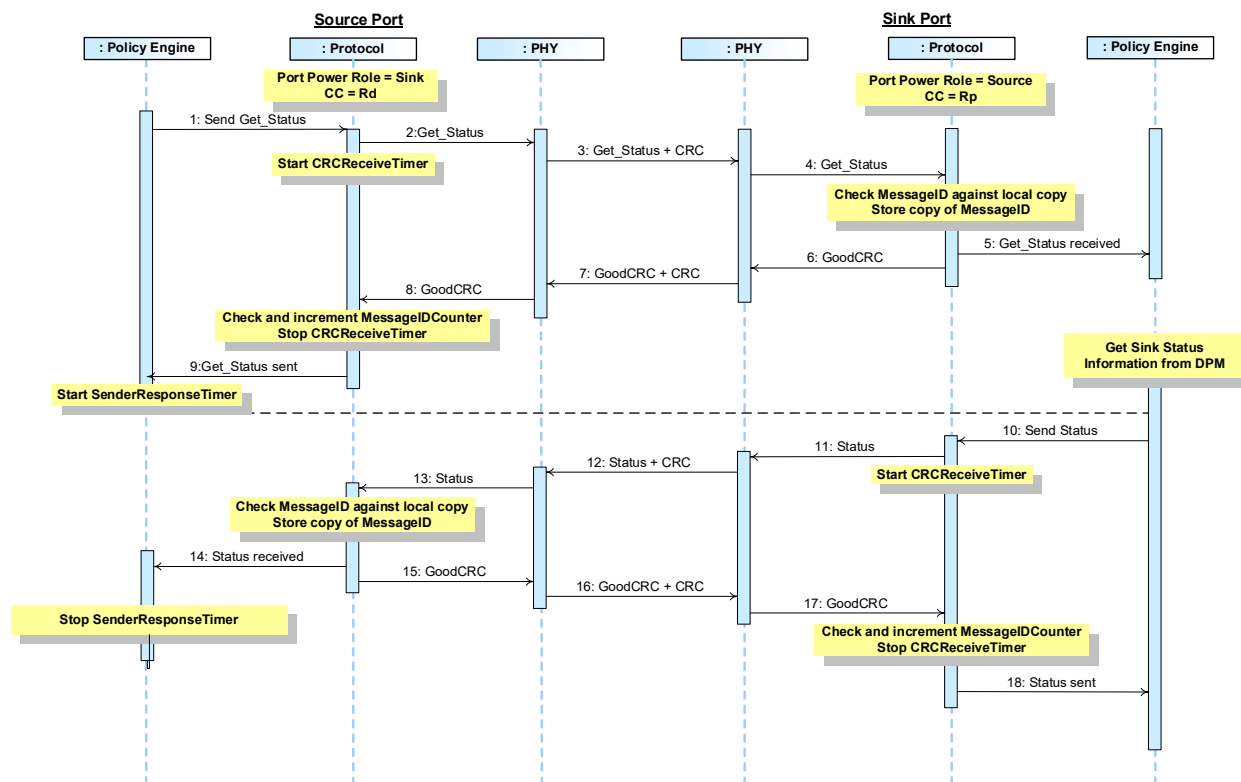 Source Port
Sink Port
: Policy Engine
: Protocol
: PHY
: PHY
: Protocol
: Policy Engine
Port Power Role = Sink
CC = Rd
Port Power Role = Source
CC = Rp
1: Send Get_Status
2:Get_Status
Start CRCReceiveTimer
3: Get_Status + CRC
4: Get_Status
Check MessageID against local copy
Store copy of MessageID
5: Get_Status received
6: GoodCRC
7: GoodCRC + CRC
8: GoodCRC
Check and increment MessageIDCounter
Stop CRCReceiveTimer
9:Get_Status sent
Start SenderResponseTimer
Get Sink Status
Information from DPM
10: Send Status
11: Status
Start CRCReceiveTimer
12: Status + CRC
13: Status
Check MessageID against local copy
Store copy of MessageID
14: Status received
15: GoodCRC
16: GoodCRC + CRC
17: GoodCRC
Stop SenderResponseTimer
Check and increment MessageIDCounter
Stop CRCReceiveTimer
18: Status sent